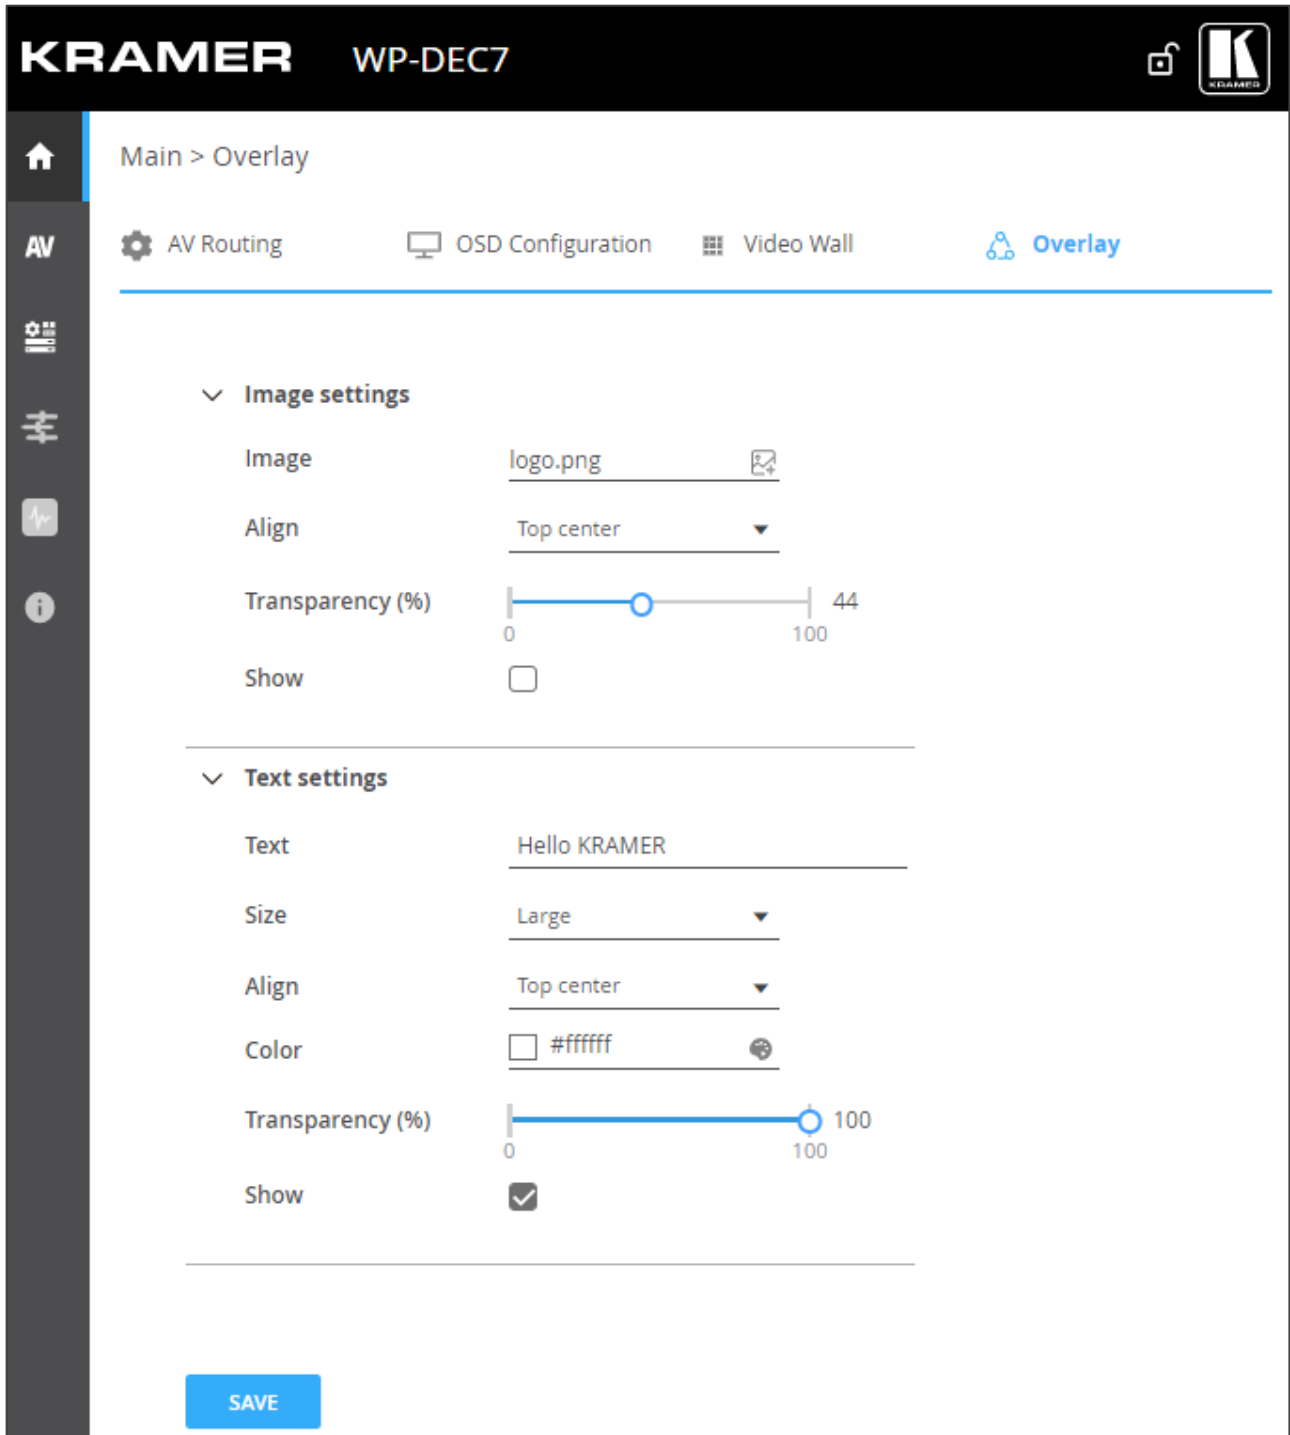 KRAMER WP-DEC7
KRAMER
Main > Overlay
AV
AV Routing OSD Configuration Video Wall Overlay
Image settings
Image logo.png
Align Top center
Transparency (%) 44
0 100
Show
Text settings
Text Hello KRAMER
Size Large
Align Top center
Color #ffffff
Transparency (%) 100
0 100
Show
SAVE